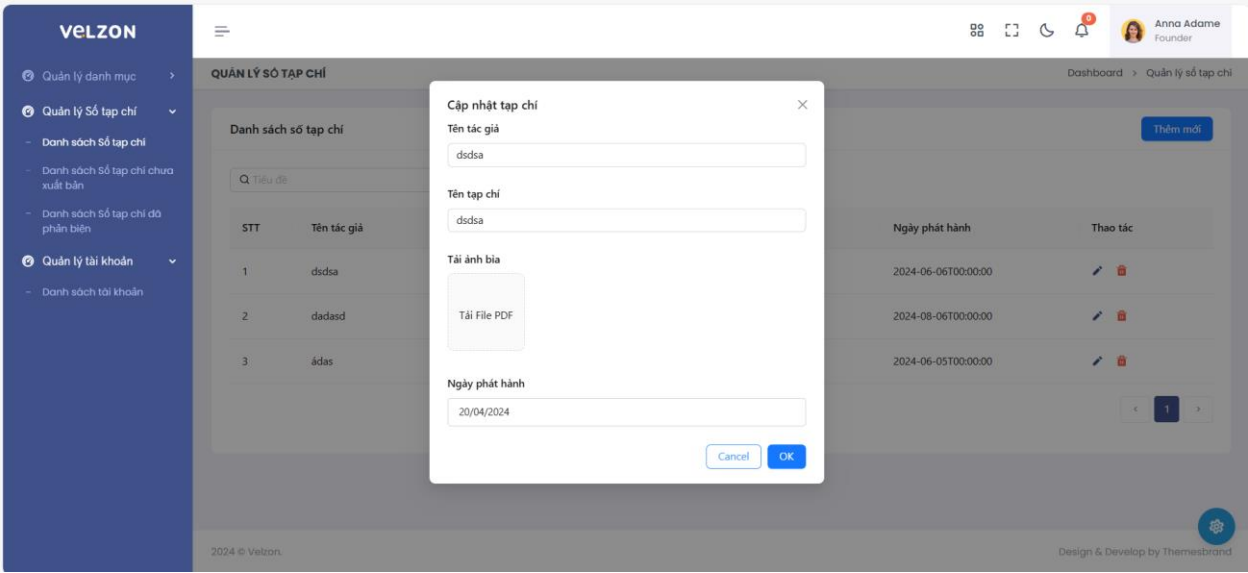 VELZON
0
Anna Adame
Founder
Quản lý danh mục
QUẢN LÝ SỐ TẠP CHÍ
Dashboard > Quản lý số tạp chí
Quản lý Số tạp chí
Danh sách Số tạp chí
Danh sách Số tạp chí chưa
xuất bản
Danh sách Số tạp chí đã
phản biên
Quản lý tài khoản
Danh sách tài khoản
Danh sách số tạp chí
Thêm mới
Tiêu đề
STT Tên tác giả Ngày phát hành Thao tác
1 dsdsa 2024-06-06T00:00:00
2 dadasd 2024-08-06T00:00:00
3 ádas 2024-06-05T00:00:00
1
Cập nhật tạp chí
Tên tác giả
dsdsa
Tên tạp chí
dsdsa
Tải ảnh bìa
Tải File PDF
Ngày phát hành
20/04/2024
Cancel OK
2024 © Velzon.
Design & Develop by Themesbrand